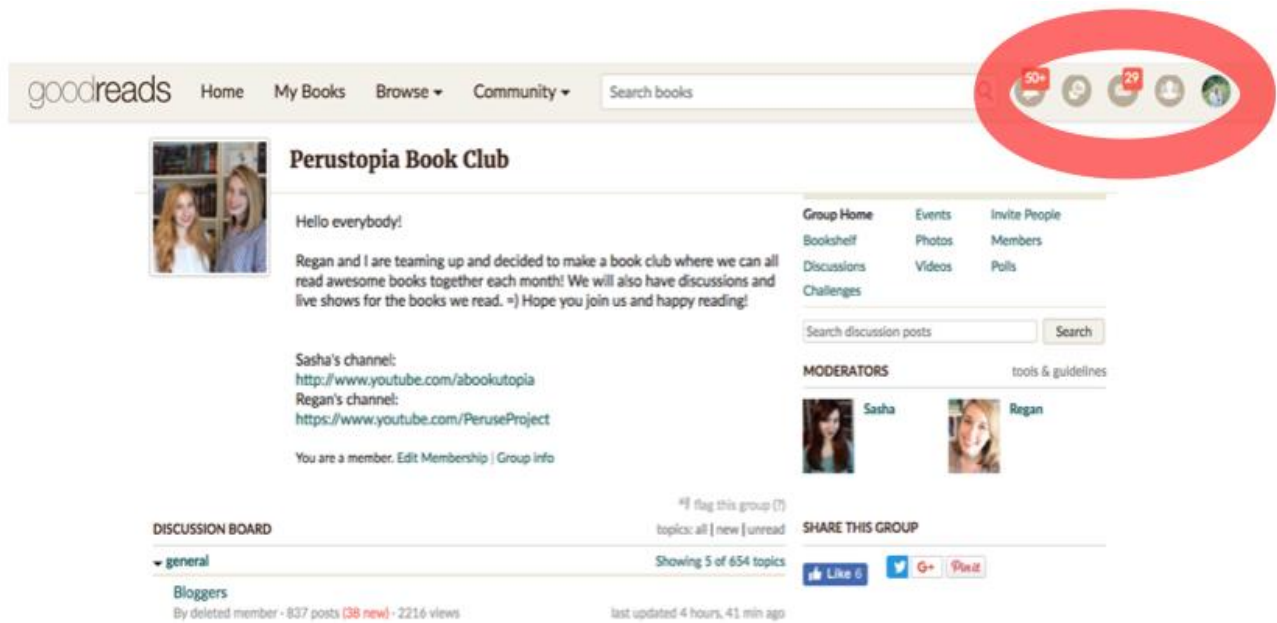 goodreads Home My Books Browse Community Search books 50+ 29
Perustopia Book Club
Hello everybody!
Regan and I are teaming up and decided to make a book club where we can all
read awesome books together each month! We will also have discussions and
live shows for the books we read. =) Hope you join us and happy reading!
Sasha's channel:
http://www.youtube.com/abookutopia
Regan's channel:
https://www.youtube.com/PeruseProject
You are a member. Edit Membership | Group info
flag this group (?)
Group Home Events Invite People
Bookshelf Photos Members
Discussions Videos Polls
Challenges
Search discussion posts Search
MODERATORS tools & guidelines
Sasha Regan
DISCUSSION BOARD topics: all | new | unread
general Showing 5 of 654 topics
Bloggers
By deleted member - 837 posts (38 new) - 2216 views last updated 4 hours, 41 min ago
SHARE THIS GROUP
Like 6 G+ Pin it